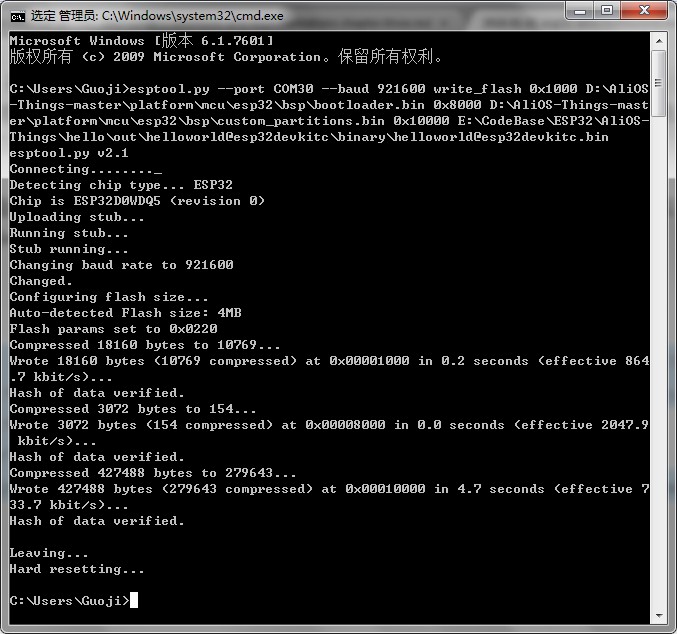 选定 管理员: C:\Windows\system32\cmd.exe
Microsoft Windows [版本 6.1.7601]
版权所有 (c) 2009 Microsoft Corporation。保留所有权利。
C:\Users\Guoji>esptool.py --port COM30 --baud 921600 write_flash 0x1000 D:\AliOS
-Things-master\platform\mcu\esp32\bsp\bootloader.bin 0x8000 D:\AliOS-Things-mast
er\platform\mcu\esp32\bsp\custom_partitions.bin 0x10000 E:\CodeBase\ESP32\AliOS-
Things\hello\out\helloworld@esp32devkitc\binary\helloworld@esp32devkitc.bin
esptool.py v2.1
Connecting........_
Detecting chip type... ESP32
Chip is ESP32D0WDQ5 (revision 0)
Uploading stub...
Running stub...
Stub running...
Changing baud rate to 921600
Changed.
Configuring flash size...
Auto-detected Flash size: 4MB
Flash params set to 0x0220
Compressed 18160 bytes to 10769...
Wrote 18160 bytes (10769 compressed) at 0x00001000 in 0.2 seconds (effective 864
.7 kbit/s)...
Hash of data verified.
Compressed 3072 bytes to 154...
Wrote 3072 bytes (154 compressed) at 0x00008000 in 0.0 seconds (effective 2047.9
 kbit/s)...
Hash of data verified.
Compressed 427488 bytes to 279643...
Wrote 427488 bytes (279643 compressed) at 0x00010000 in 4.7 seconds (effective 7
33.7 kbit/s)...
Hash of data verified.
Leaving...
Hard resetting...
C:\Users\Guoji>